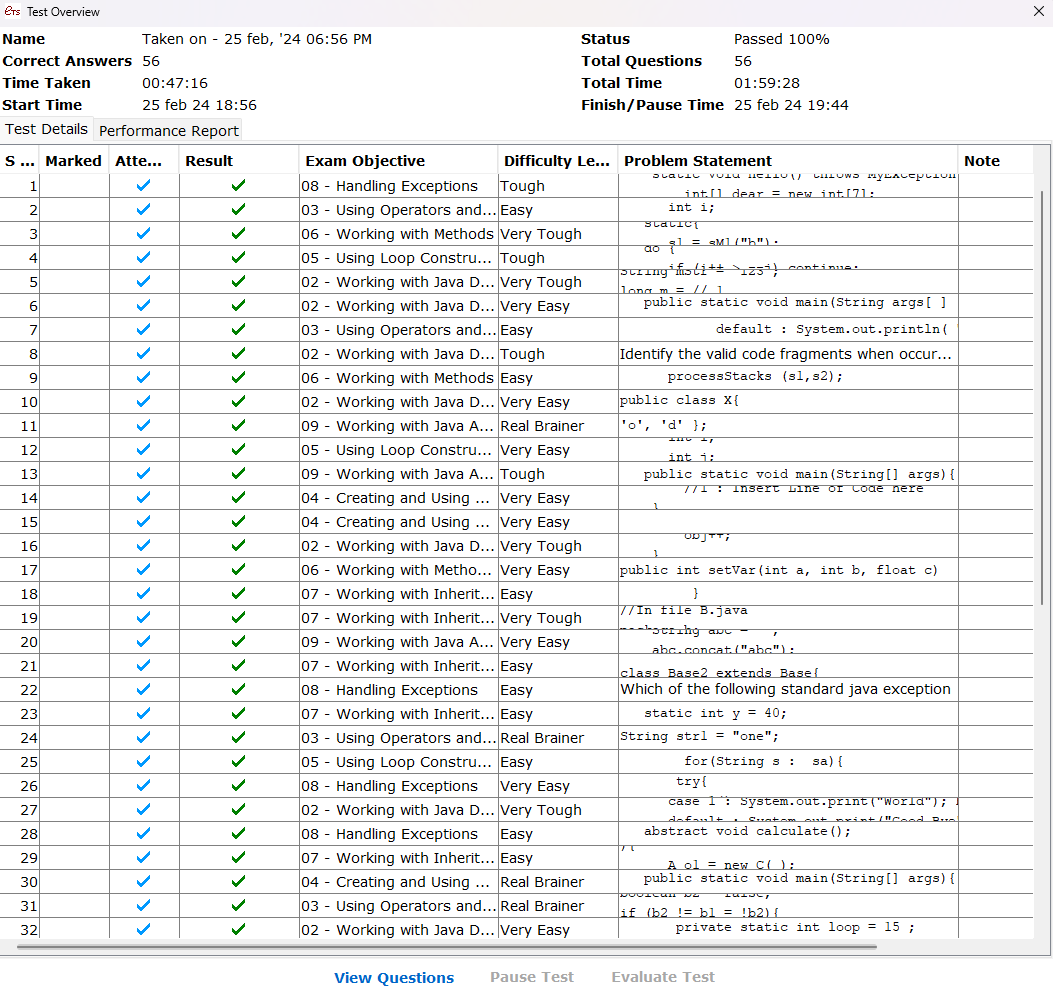 Ets Test Overview
Name Taken on - 25 feb, '24 06:56 PM Status Passed 100%
Correct Answers 56 Total Questions 56
Time Taken 00:47:16 Total Time 01:59:28
Start Time 25 feb 24 18:56 Finish/Pause Time 25 feb 24 19:44
Test Details Performance Report
S ... Marked Atte... Result Exam Objective Difficulty Le... Problem Statement Note
1 08 - Handling Exceptions Tough static void hello() throws MyException
int[] dear = new int[7];
2 03 - Using Operators and... Easy int i;
3 06 - Working with Methods Very Tough static{
s1 = sM1("b");
4 05 - Using Loop Constru... Tough do {
if (i++ > --j) continue;
5 02 - Working with Java D... Very Tough String mStr = "123";
long m = // 1
6 02 - Working with Java D... Very Easy public static void main(String args[ ]
7 03 - Using Operators and... Easy default : System.out.println(
8 02 - Working with Java D... Tough Identify the valid code fragments when occur...
9 06 - Working with Methods Easy processStacks (s1,s2);
10 02 - Working with Java D... Very Easy public class X{
11 09 - Working with Java A... Real Brainer 'o', 'd' };
12 05 - Using Loop Constru... Very Easy int i;
int j;
13 09 - Working with Java A... Tough public static void main(String[] args){
14 04 - Creating and Using ... Very Easy //1 : Insert Line of Code here
}
15 04 - Creating and Using ... Very Easy
16 02 - Working with Java D... Very Tough obj++;
}
17 06 - Working with Metho... Very Easy public int setVar(int a, int b, float c)
18 07 - Working with Inherit... Easy }
19 07 - Working with Inherit... Very Tough //In file B.java
20 09 - Working with Java A... Very Easy String abc = "";
abc.concat("abc");
21 07 - Working with Inherit... Easy class Base2 extends Base{
22 08 - Handling Exceptions Easy Which of the following standard java exception
23 07 - Working with Inherit... Easy static int y = 40;
24 03 - Using Operators and... Real Brainer String str1 = "one";
25 05 - Using Loop Constru... Easy for(String s : sa){
26 08 - Handling Exceptions Very Easy try{
27 02 - Working with Java D... Very Tough case 1 : System.out.print("World");
default : System.out.print("Good Bye
28 08 - Handling Exceptions Easy abstract void calculate();
29 07 - Working with Inherit... Easy ){
A o1 = new C( );
30 04 - Creating and Using ... Real Brainer public static void main(String[] args){
31 03 - Using Operators and... Real Brainer boolean b2 = false;
if (b2 != b1 = !b2){
32 02 - Working with Java D... Very Easy private static int loop = 15 ;
View Questions Pause Test Evaluate Test